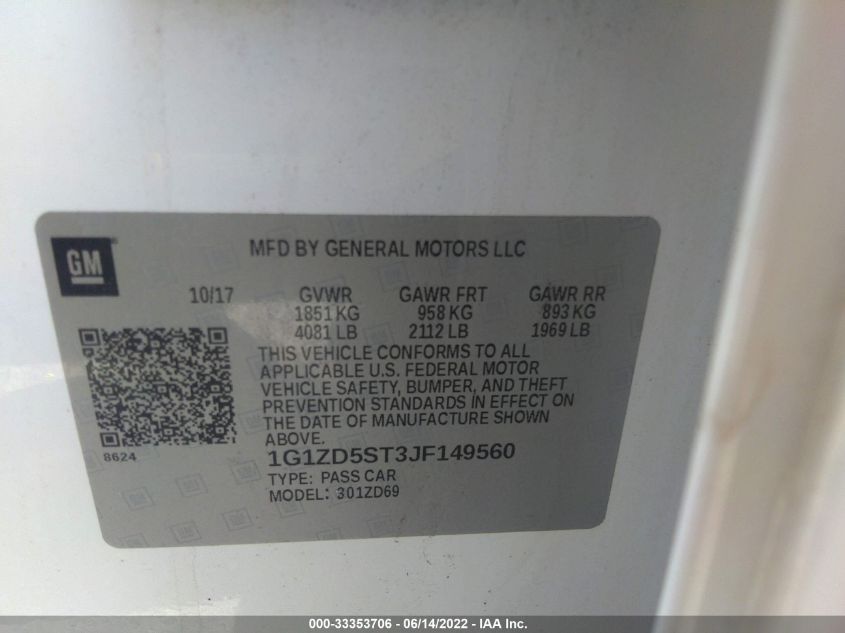 GM
MFD BY GENERAL MOTORS LLC
10/17 GVWR GAWR FRT GAWR RR
1851 KG 958 KG 893 KG
4081 LB 2112 LB 1969 LB
THIS VEHICLE CONFORMS TO ALL
APPLICABLE U.S. FEDERAL MOTOR
VEHICLE SAFETY, BUMPER, AND THEFT
PREVENTION STANDARDS IN EFFECT ON
THE DATE OF MANUFACTURE SHOWN
ABOVE.
8624
1G1ZD5ST3JF149560
TYPE: PASS CAR
MODEL: 301ZD69
000-33353706 - 06/14/2022 - IAA Inc.